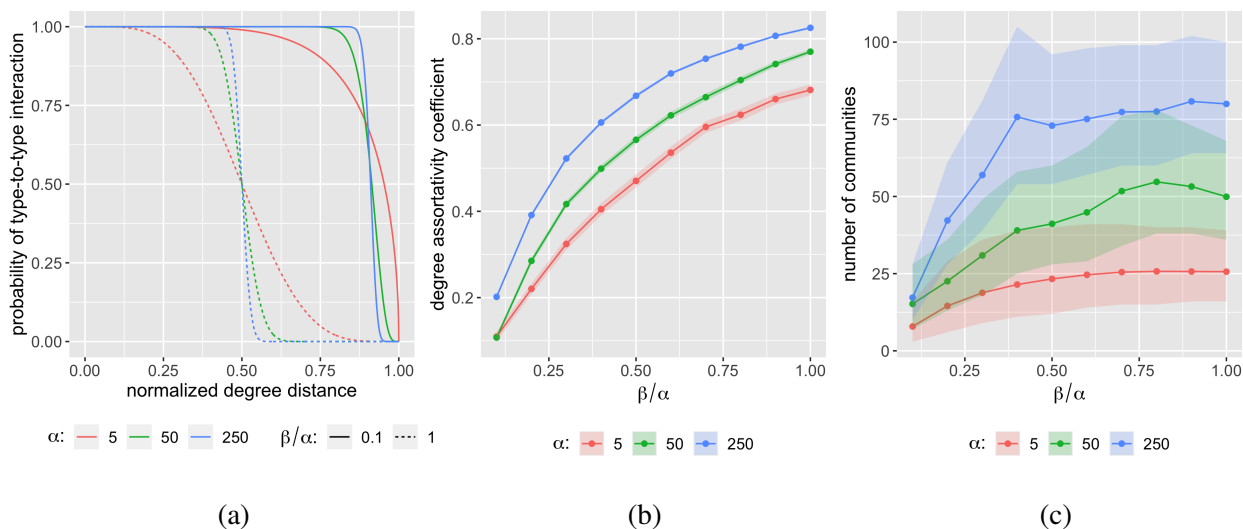 probability of type-to-type interaction
1.00
0.75
0.50
0.25
0.00
0.00 0.25 0.50 0.75 1.00
normalized degree distance
α: 5 50 250 β/α: 0.1 1
(a)
degree assortativity coefficient
0.8
0.6
0.4
0.2
0.25 0.50 0.75 1.00
β/α
α: 5 50 250
(b)
number of communities
100
75
50
25
0
0.25 0.50 0.75 1.00
β/α
α: 5 50 250
(c)